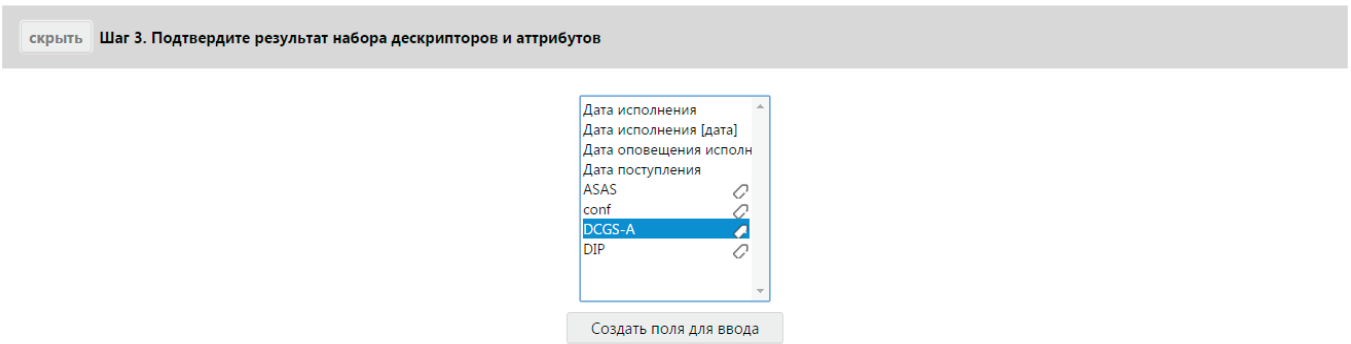 скрыть Шаг 3. Подтвердите результат набора дескрипторов и аттрибутов
Дата исполнения
Дата исполнения [дата]
Дата оповещения исполн
Дата поступления
ASAS
conf
DCGS-A
DIP
Создать поля для ввода